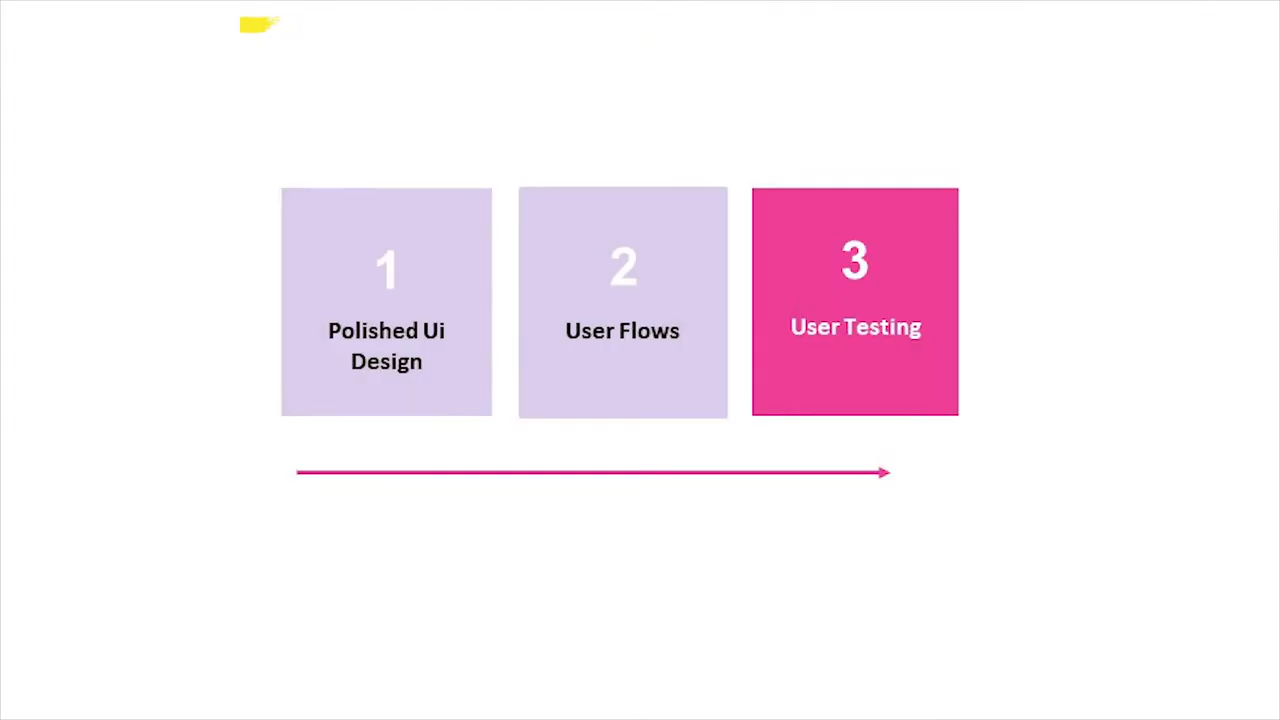 1
Polished Ui
Design
2
User Flows
3
User Testing